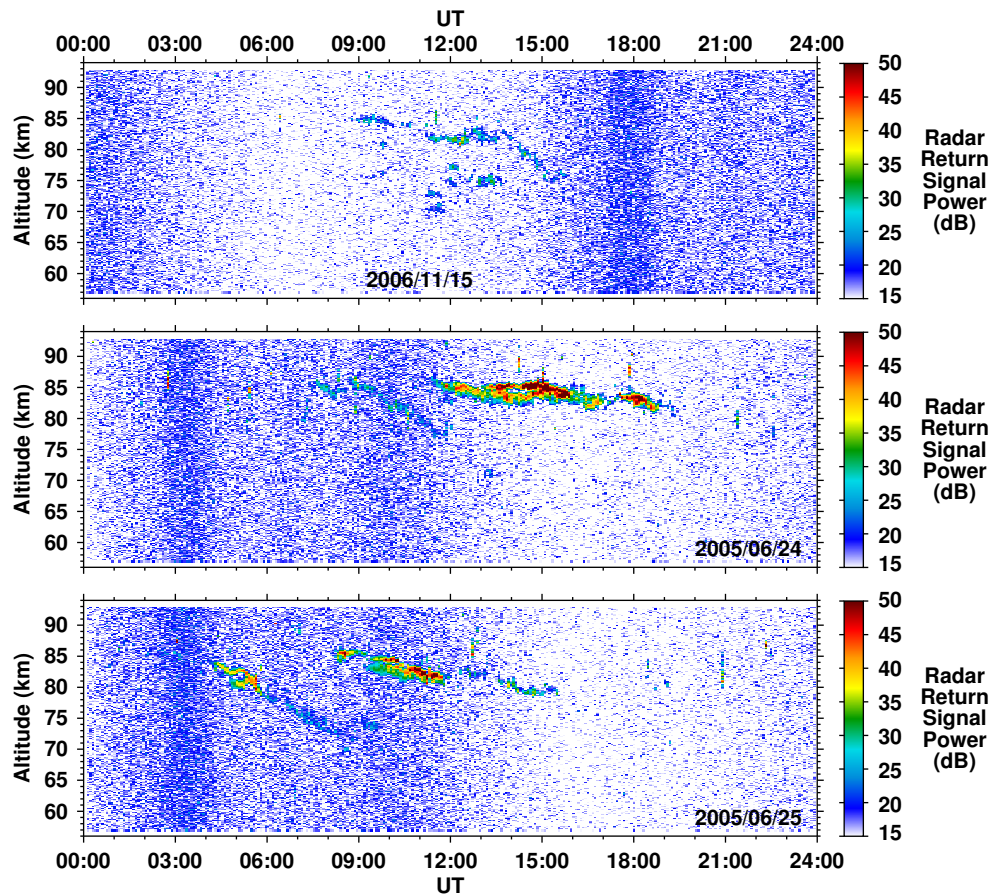 UT
00:00 03:00 06:00 09:00 12:00 15:00 18:00 21:00 24:00
90
85
80
75
70
65
60
Altitude (km)
2006/11/15
50
45
40
35
30
25
20
15
Radar
Return
Signal
Power
(dB)
90
85
80
75
70
65
60
Altitude (km)
2005/06/24
50
45
40
35
30
25
20
15
Radar
Return
Signal
Power
(dB)
90
85
80
75
70
65
60
Altitude (km)
2005/06/25
50
45
40
35
30
25
20
15
Radar
Return
Signal
Power
(dB)
00:00 03:00 06:00 09:00 12:00 15:00 18:00 21:00 24:00
UT